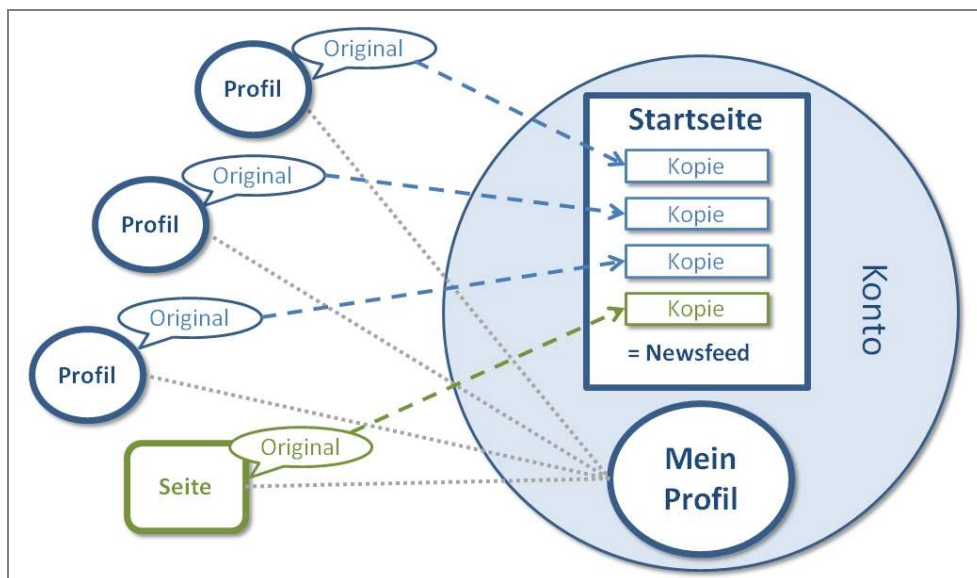 Original
Profil
Original
Profil
Original
Profil
Original
Seite
Startseite
Kopie
Kopie
Kopie
Kopie
= Newsfeed
Mein
Profil
Konto